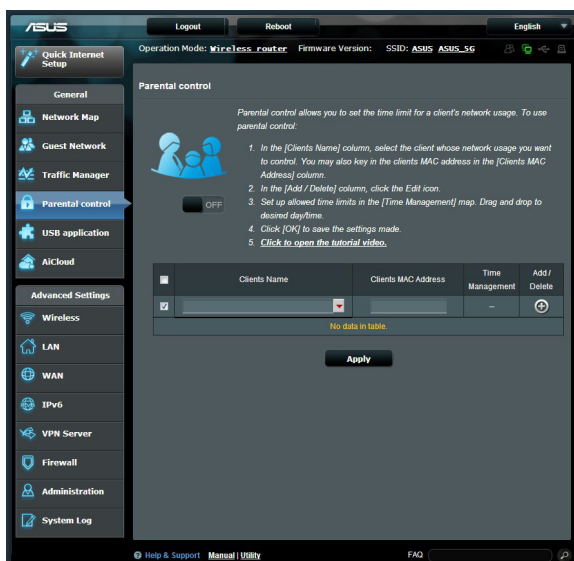 ASUS
Logout
Reboot
English
Quick Internet
Setup
Operation Mode: Wireless router Firmware Version: SSID: ASUS ASUS_5G
General
Network Map
Guest Network
Traffic Manager
Parental control
USB application
AiCloud
Advanced Settings
Wireless
LAN
WAN
IPv6
VPN Server
Firewall
Administration
System Log
Parental control
Parental control allows you to set the time limit for a client's network usage. To use
parental control:
1. In the [Clients Name] column, select the client whose network usage you want
to control. You may also key in the clients MAC address in the [Clients MAC
Address] column.
2. In the [Add / Delete] column, click the Edit icon.
3. Set up allowed time limits in the [Time Management] map. Drag and drop to
desired day/time.
4. Click [OK] to save the settings made.
5. Click to open the tutorial video.
OFF
Clients Name
Clients MAC Address
Time
Management
Add /
Delete
--
No data in table.
Apply
Help & Support Manual | Utility
FAQ